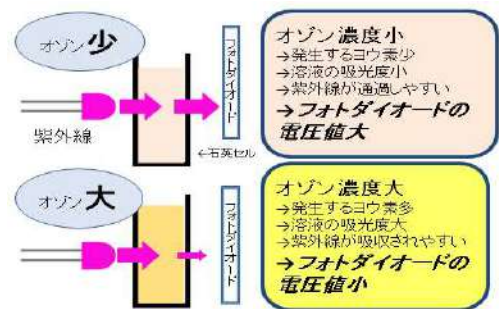 オゾン少
紫外線
フォトダイオード
←石英セル
オゾン濃度小
→発生するヨウ素少
→溶液の吸光度小
→紫外線が通過しやすい
→フォトダイオードの
電圧値大
オゾン大
フォトダイオード
オゾン濃度大
→発生するヨウ素多
→溶液の吸光度大
→紫外線が吸収されやすい
→フォトダイオードの
電圧値小